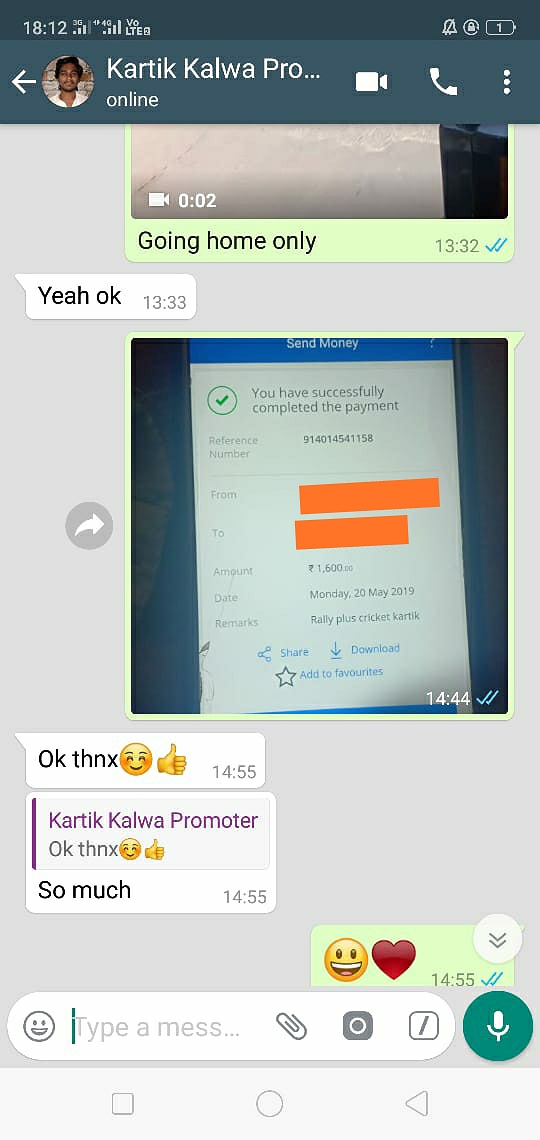 18:12 3G 4G Vo LTE2 1
Kartik Kalwa Pro...
online
0:02
Going home only 13:32
Yeah ok 13:33
Send Money ?
You have successfully
completed the payment
Reference
Number
914014541158
From
To
Amount ₹ 1,600.00
Date Monday, 20 May 2019
Remarks Rally plus cricket kartik
Share Download
Add to favourites
14:44
Ok thnx☺️👍 14:55
Kartik Kalwa Promoter
Ok thnx☺️👍
So much 14:55
😃❤️ 14:55
Type a mess...